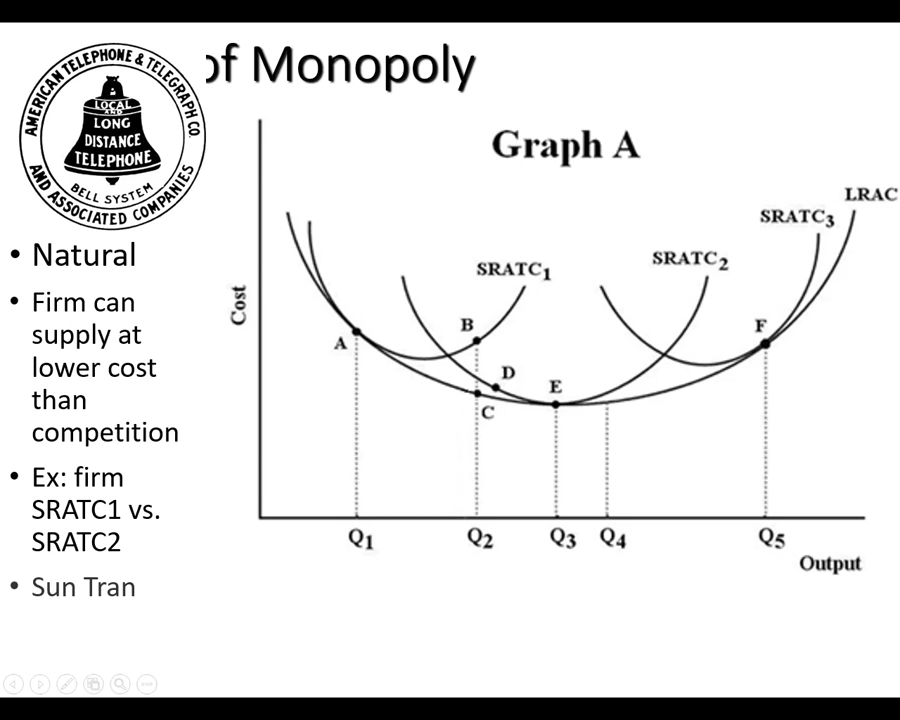 of Monopoly
AMERICAN TELEPHONE & TELEGRAPH CO.
LOCAL
AND
LONG
DISTANCE
TELEPHONE
BELL SYSTEM
AND ASSOCIATED COMPANIES
• Natural
• Firm can
supply at
lower cost
than
competition
• Ex: firm
SRATC1 vs.
SRATC2
• Sun Tran
Graph A
LRAC
SRATC3
SRATC2
SRATC1
Cost
B
F
A
D
E
C
Q1 Q2 Q3 Q4 Q5
Output